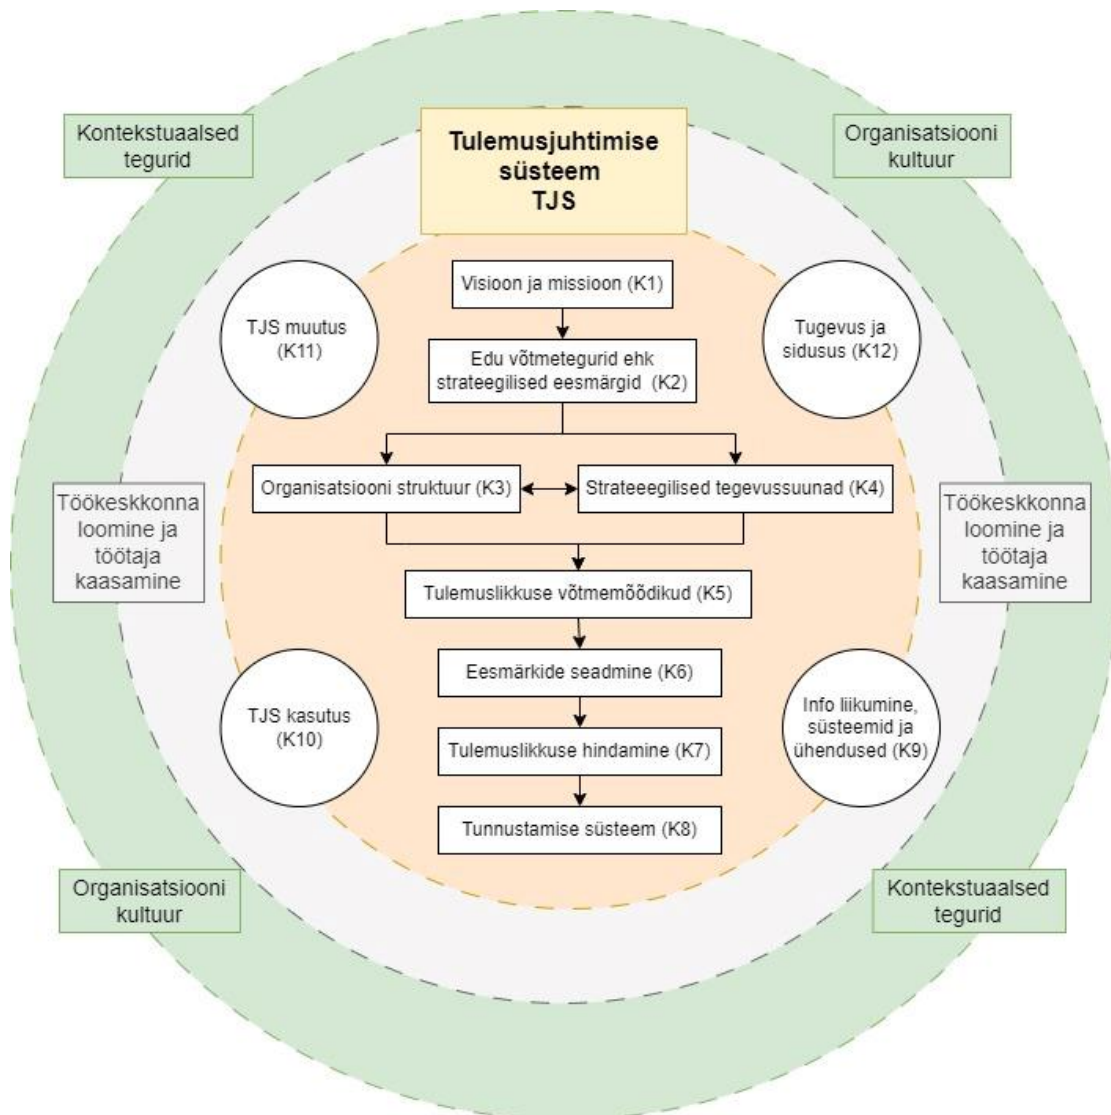 Kontekstuaalsed
tegurid
Tulemusjuhtimise
süsteem
TJS
Organisatsiooni
kultuur
TJS muutus
(K11)
Visioon ja missioon (K1)
Tugevus ja
sidusus (K12)
Edu võtmetegurid ehk
strateegilised eesmärgid (K2)
Töökeskkonna
loomine ja
töötaja
kaasamine
Organisatsiooni struktuur (K3)
Strateeegilised tegevussuunad (K4)
Töökeskkonna
loomine ja
töötaja
kaasamine
Tulemuslikkuse võtmemõõdikud (K5)
Eesmärkide seadmine (K6)
TJS kasutus
(K10)
Tulemuslikkuse hindamine (K7)
Info liikumine,
süsteemid ja
ühendused (K9)
Tunnustamise süsteem (K8)
Organisatsiooni
kultuur
Kontekstuaalsed
tegurid